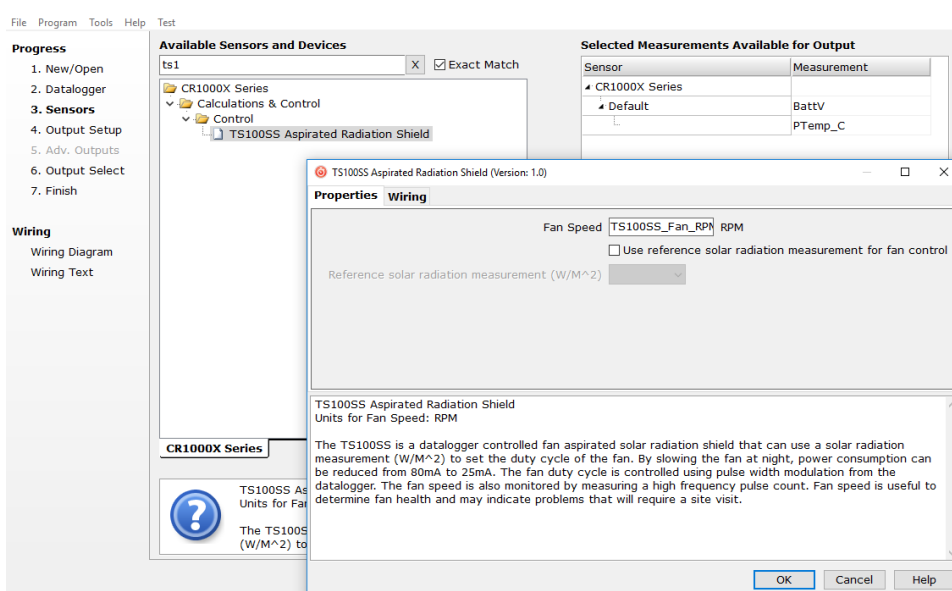 File Program Tools Help Test
Progress
1. New/Open
2. Datalogger
3. Sensors
4. Output Setup
5. Adv. Outputs
6. Output Select
7. Finish
Wiring
Wiring Diagram
Wiring Text
Available Sensors and Devices
ts1 X Exact Match
CR1000X Series
Calculations & Control
Control
TS100SS Aspirated Radiation Shield
CR1000X Series
TS100SS As
Units for Fa
The TS100S
(W/M^2) to
Selected Measurements Available for Output
Sensor Measurement
CR1000X Series
Default BattV
PTemp_C
TS100SS Aspirated Radiation Shield (Version: 1.0)
Properties Wiring
Fan Speed TS100SS_Fan_RPM RPM
Use reference solar radiation measurement for fan control
Reference solar radiation measurement (W/M^2)
TS100SS Aspirated Radiation Shield
Units for Fan Speed: RPM
The TS100SS is a datalogger controlled fan aspirated solar radiation shield that can use a solar radiation
measurement (W/M^2) to set the duty cycle of the fan. By slowing the fan at night, power consumption can
be reduced from 80mA to 25mA. The fan duty cycle is controlled using pulse width modulation from the
datalogger. The fan speed is also monitored by measuring a high frequency pulse count. Fan speed is useful to
determine fan health and may indicate problems that will require a site visit.
OK Cancel Help